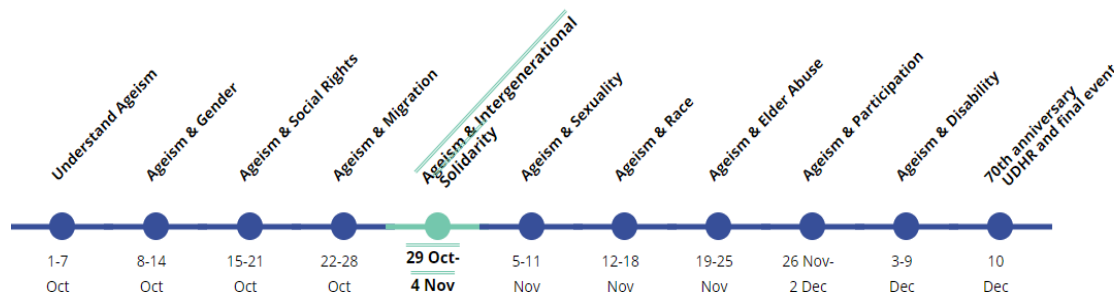 Understand Ageism
Ageism & Gender
Ageism & Social Rights
Ageism & Migration
Ageism & Intergenerational
Solidarity
Ageism & Sexuality
Ageism & Race
Ageism & Elder Abuse
Ageism & Participation
Ageism & Disability
70th anniversary
UDHR and final event
1-7
Oct
8-14
Oct
15-21
Oct
22-28
Oct
29 Oct-
4 Nov
5-11
Nov
12-18
Nov
19-25
Nov
26 Nov-
2 Dec
3-9
Dec
10
Dec